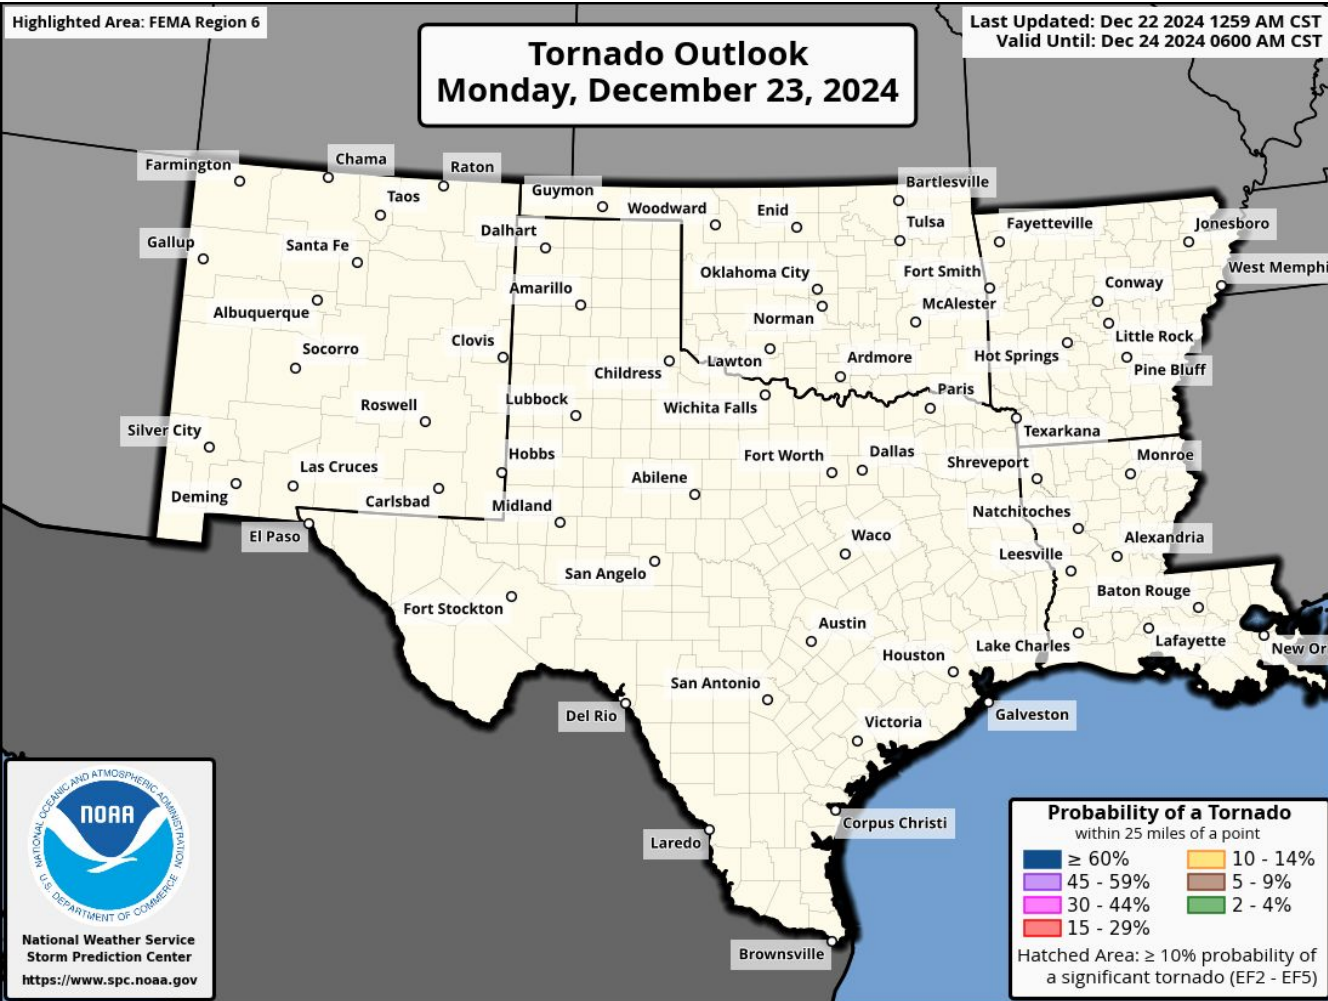 Highlighted Area: FEMA Region 6
Last Updated: Dec 22 2024 1259 AM CST
Valid Until: Dec 24 2024 0600 AM CST
Tornado Outlook
Monday, December 23, 2024
Farmington
Chama
Raton
Taos
Guymon
Woodward
Enid
Bartlesville
Tulsa
Fayetteville
Jonesboro
Gallup
Santa Fe
Dalhart
Oklahoma City
Fort Smith
West Memphi
Conway
Amarillo
McAlester
Albuquerque
Norman
Little Rock
Socorro
Clovis
Childress
Lawton
Ardmore
Hot Springs
Pine Bluff
Roswell
Lubbock
Wichita Falls
Paris
Texarkana
Silver City
Las Cruces
Hobbs
Abilene
Fort Worth
Dallas
Shreveport
Monroe
Deming
Carlsbad
Midland
Natchitoches
El Paso
Waco
Leesville
Alexandria
San Angelo
Fort Stockton
Baton Rouge
Austin
Houston
Lake Charles
Lafayette
New Or
San Antonio
Del Rio
Victoria
Galveston
Corpus Christi
Laredo
Brownsville
NATIONAL OCEANIC AND ATMOSPHERIC ADMINISTRATION
NOAA
U.S. DEPARTMENT OF COMMERCE
National Weather Service
Storm Prediction Center
https://www.spc.noaa.gov
Probability of a Tornado
within 25 miles of a point
≥ 60%
10 - 14%
45 - 59%
5 - 9%
30 - 44%
2 - 4%
15 - 29%
Hatched Area: ≥ 10% probability of
a significant tornado (EF2 - EF5)